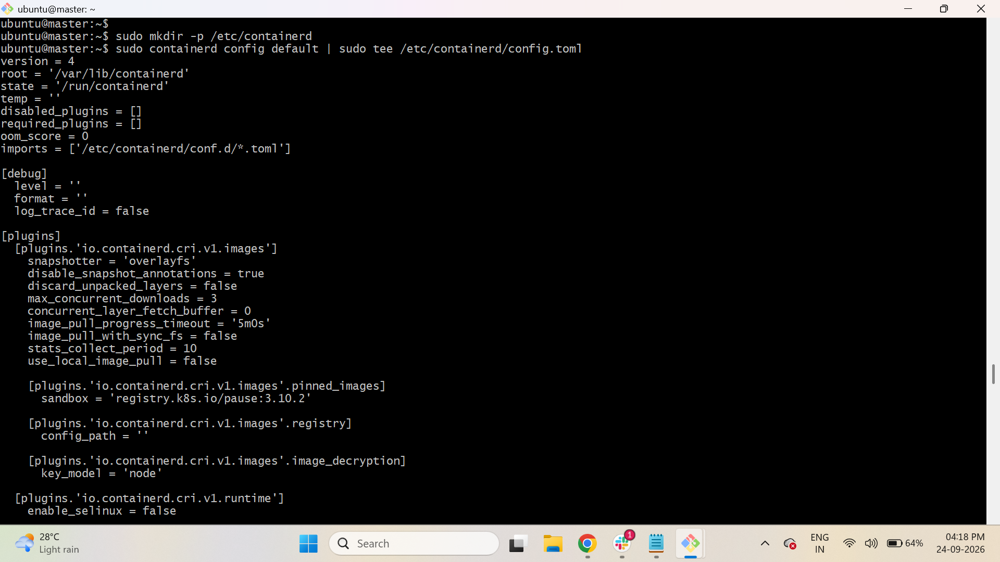 ubuntu@master: ~
ubuntu@master:~$
ubuntu@master:~$ sudo mkdir -p /etc/containerd
ubuntu@master:~$ sudo containerd config default | sudo tee /etc/containerd/config.toml
version = 4
root = '/var/lib/containerd'
state = '/run/containerd'
temp = ''
disabled_plugins = []
required_plugins = []
oom_score = 0
imports = ['/etc/containerd/conf.d/*.toml']
[debug]
  level = ''
  format = ''
  log_trace_id = false
[plugins]
  [plugins.'io.containerd.cri.v1.images']
    snapshotter = 'overlayfs'
    disable_snapshot_annotations = true
    discard_unpacked_layers = false
    max_concurrent_downloads = 3
    concurrent_layer_fetch_buffer = 0
    image_pull_progress_timeout = '5m0s'
    image_pull_with_sync_fs = false
    stats_collect_period = 10
    use_local_image_pull = false
    [plugins.'io.containerd.cri.v1.images'.pinned_images]
      sandbox = 'registry.k8s.io/pause:3.10.2'
    [plugins.'io.containerd.cri.v1.images'.registry]
      config_path = ''
    [plugins.'io.containerd.cri.v1.images'.image_decryption]
      key_model = 'node'
  [plugins.'io.containerd.cri.v1.runtime']
    enable_selinux = false
28°C
Light rain
Search
1
ENG
IN
64%
04:18 PM
24-09-2026